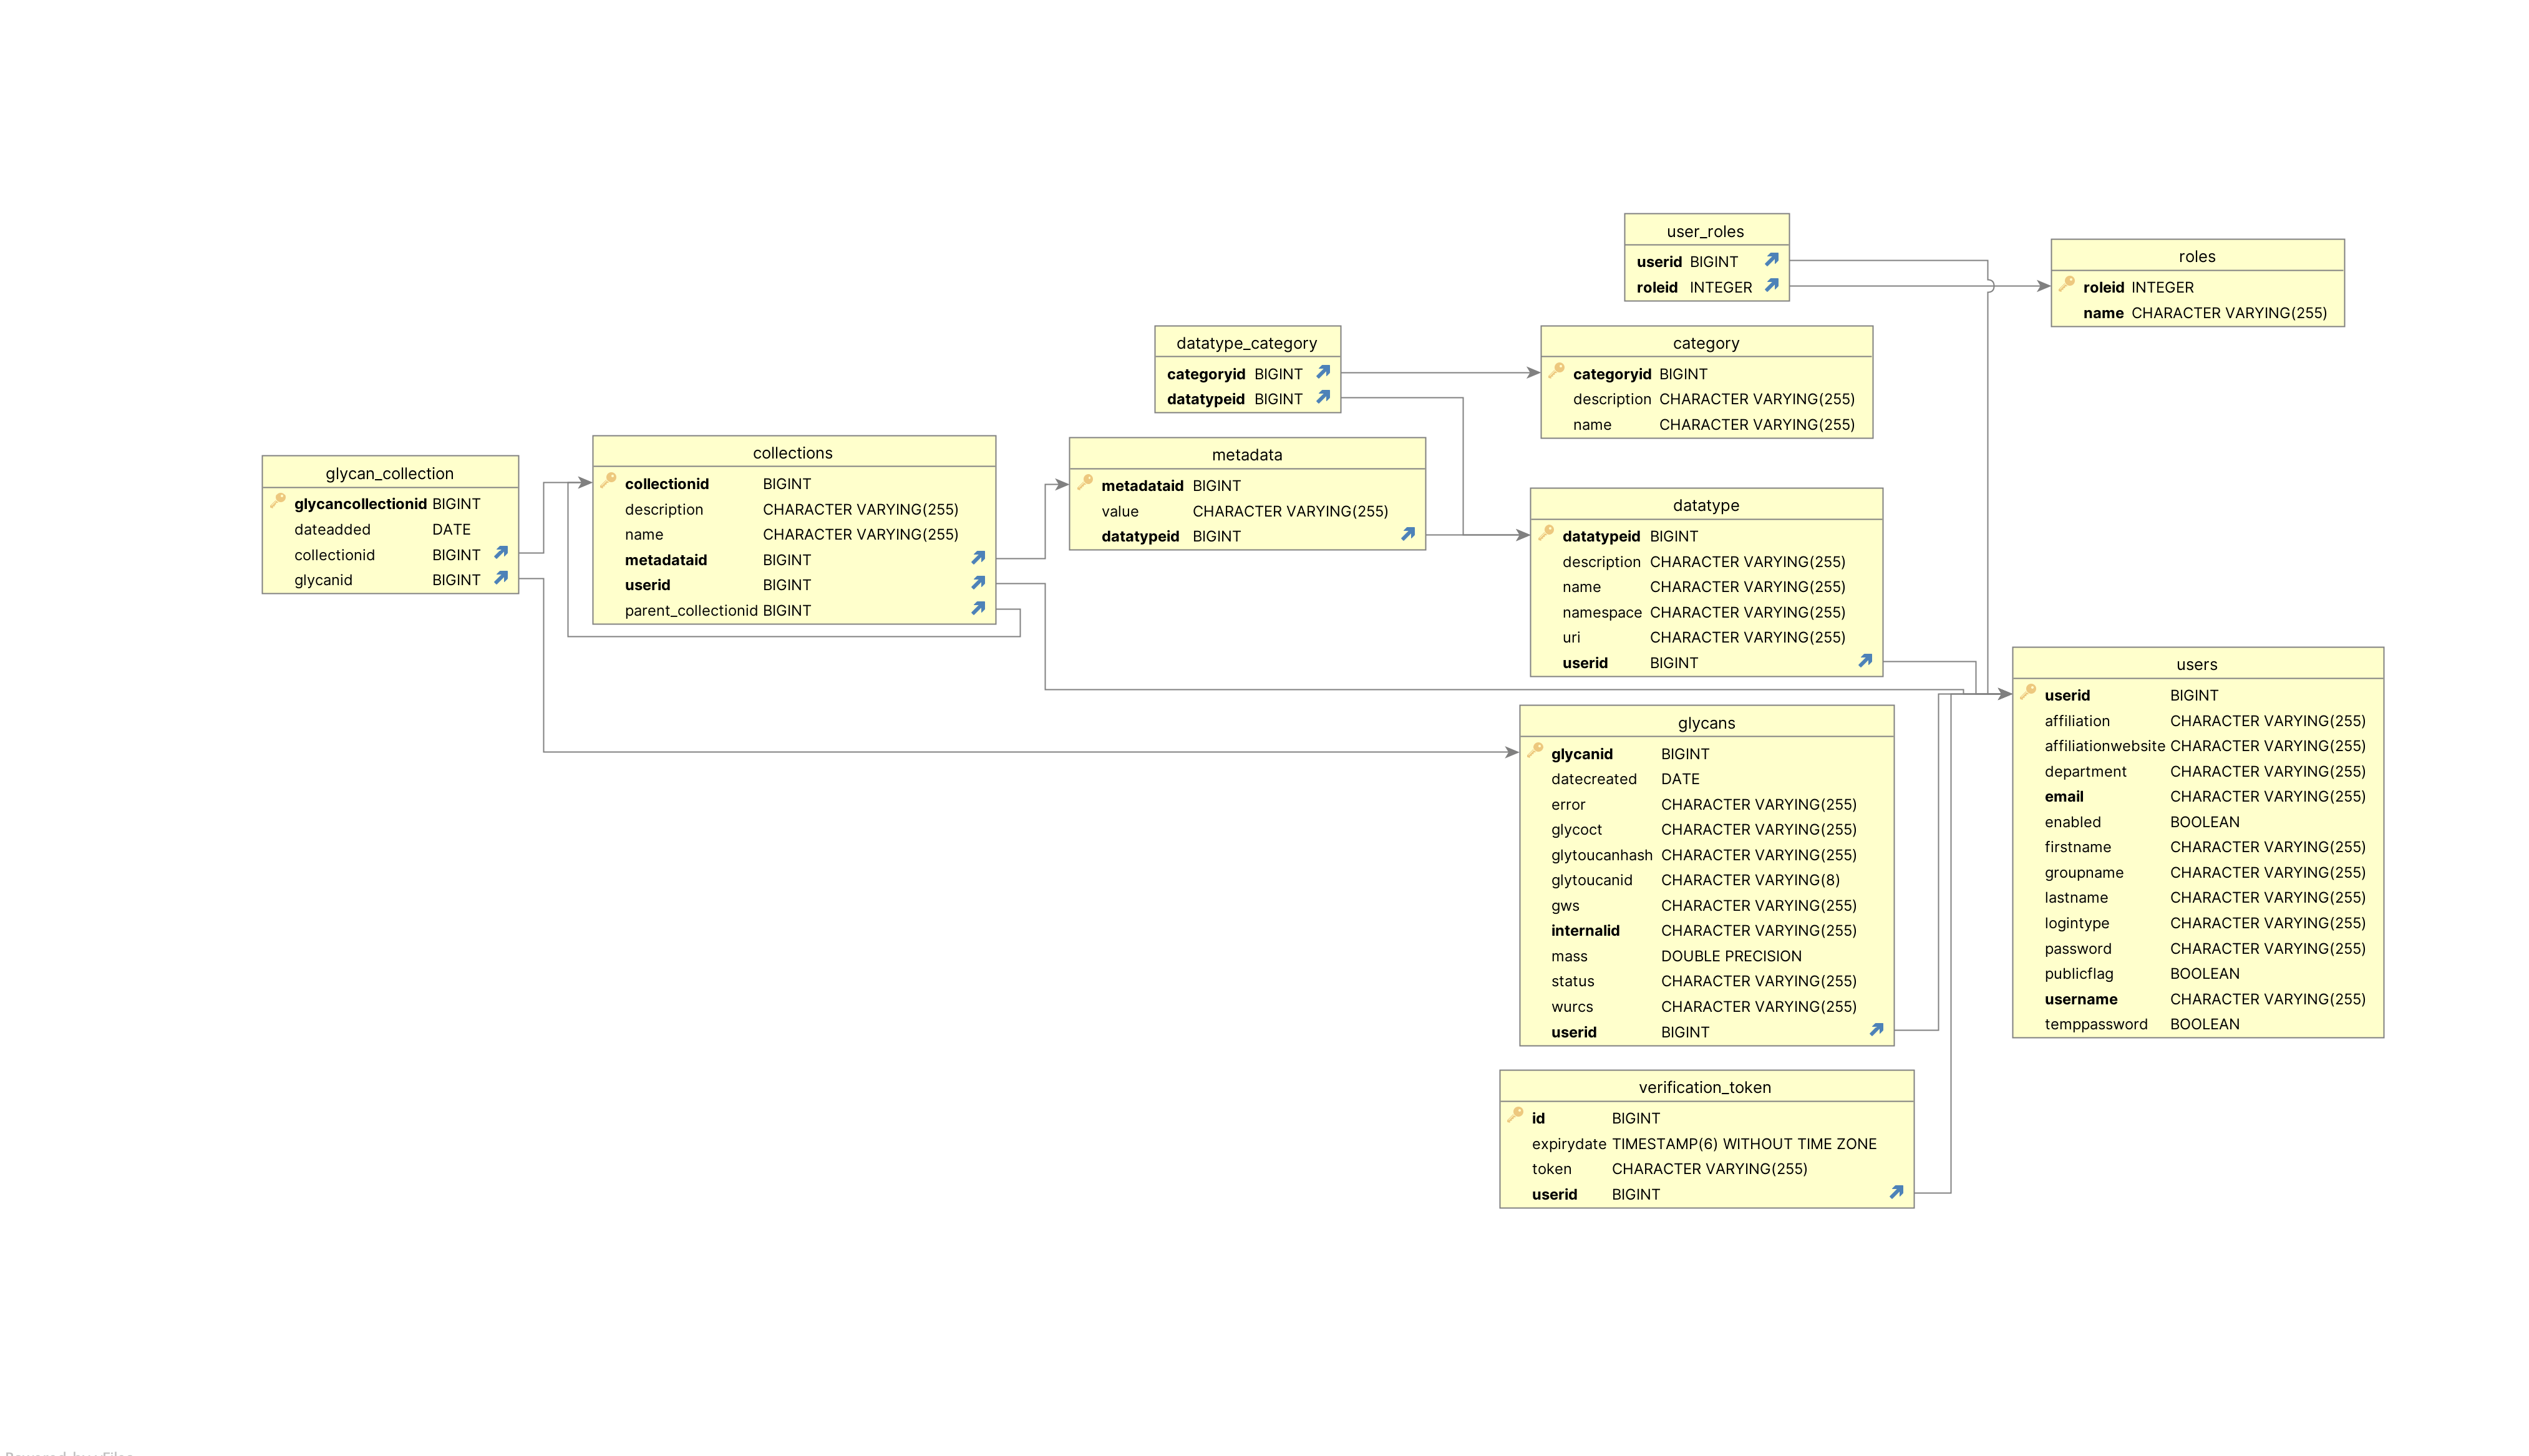 user_roles
userid BIGINT
roleid INTEGER
roles
roleid INTEGER
name CHARACTER VARYING(255)
datatype_category
categoryid BIGINT
datatypeid BIGINT
category
categoryid BIGINT
description CHARACTER VARYING(255)
name CHARACTER VARYING(255)
glycan_collection
glycancollectionid BIGINT
dateadded DATE
collectionid BIGINT
glycanid BIGINT
collections
collectionid BIGINT
description CHARACTER VARYING(255)
name CHARACTER VARYING(255)
metadataid BIGINT
userid BIGINT
parent_collectionid BIGINT
metadata
metadataid BIGINT
value CHARACTER VARYING(255)
datatypeid BIGINT
datatype
datatypeid BIGINT
description CHARACTER VARYING(255)
name CHARACTER VARYING(255)
namespace CHARACTER VARYING(255)
uri CHARACTER VARYING(255)
userid BIGINT
users
userid BIGINT
affiliation CHARACTER VARYING(255)
affiliationwebsite CHARACTER VARYING(255)
department CHARACTER VARYING(255)
email CHARACTER VARYING(255)
enabled BOOLEAN
firstname CHARACTER VARYING(255)
groupname CHARACTER VARYING(255)
lastname CHARACTER VARYING(255)
logintype CHARACTER VARYING(255)
password CHARACTER VARYING(255)
publicflag BOOLEAN
username CHARACTER VARYING(255)
temppassword BOOLEAN
glycans
glycanid BIGINT
datecreated DATE
error CHARACTER VARYING(255)
glycoct CHARACTER VARYING(255)
glytoucanhash CHARACTER VARYING(255)
glytoucanid CHARACTER VARYING(8)
gws CHARACTER VARYING(255)
internalid CHARACTER VARYING(255)
mass DOUBLE PRECISION
status CHARACTER VARYING(255)
wurcs CHARACTER VARYING(255)
userid BIGINT
verification_token
id BIGINT
expirydate TIMESTAMP(6) WITHOUT TIME ZONE
token CHARACTER VARYING(255)
userid BIGINT
Powered by yFiles